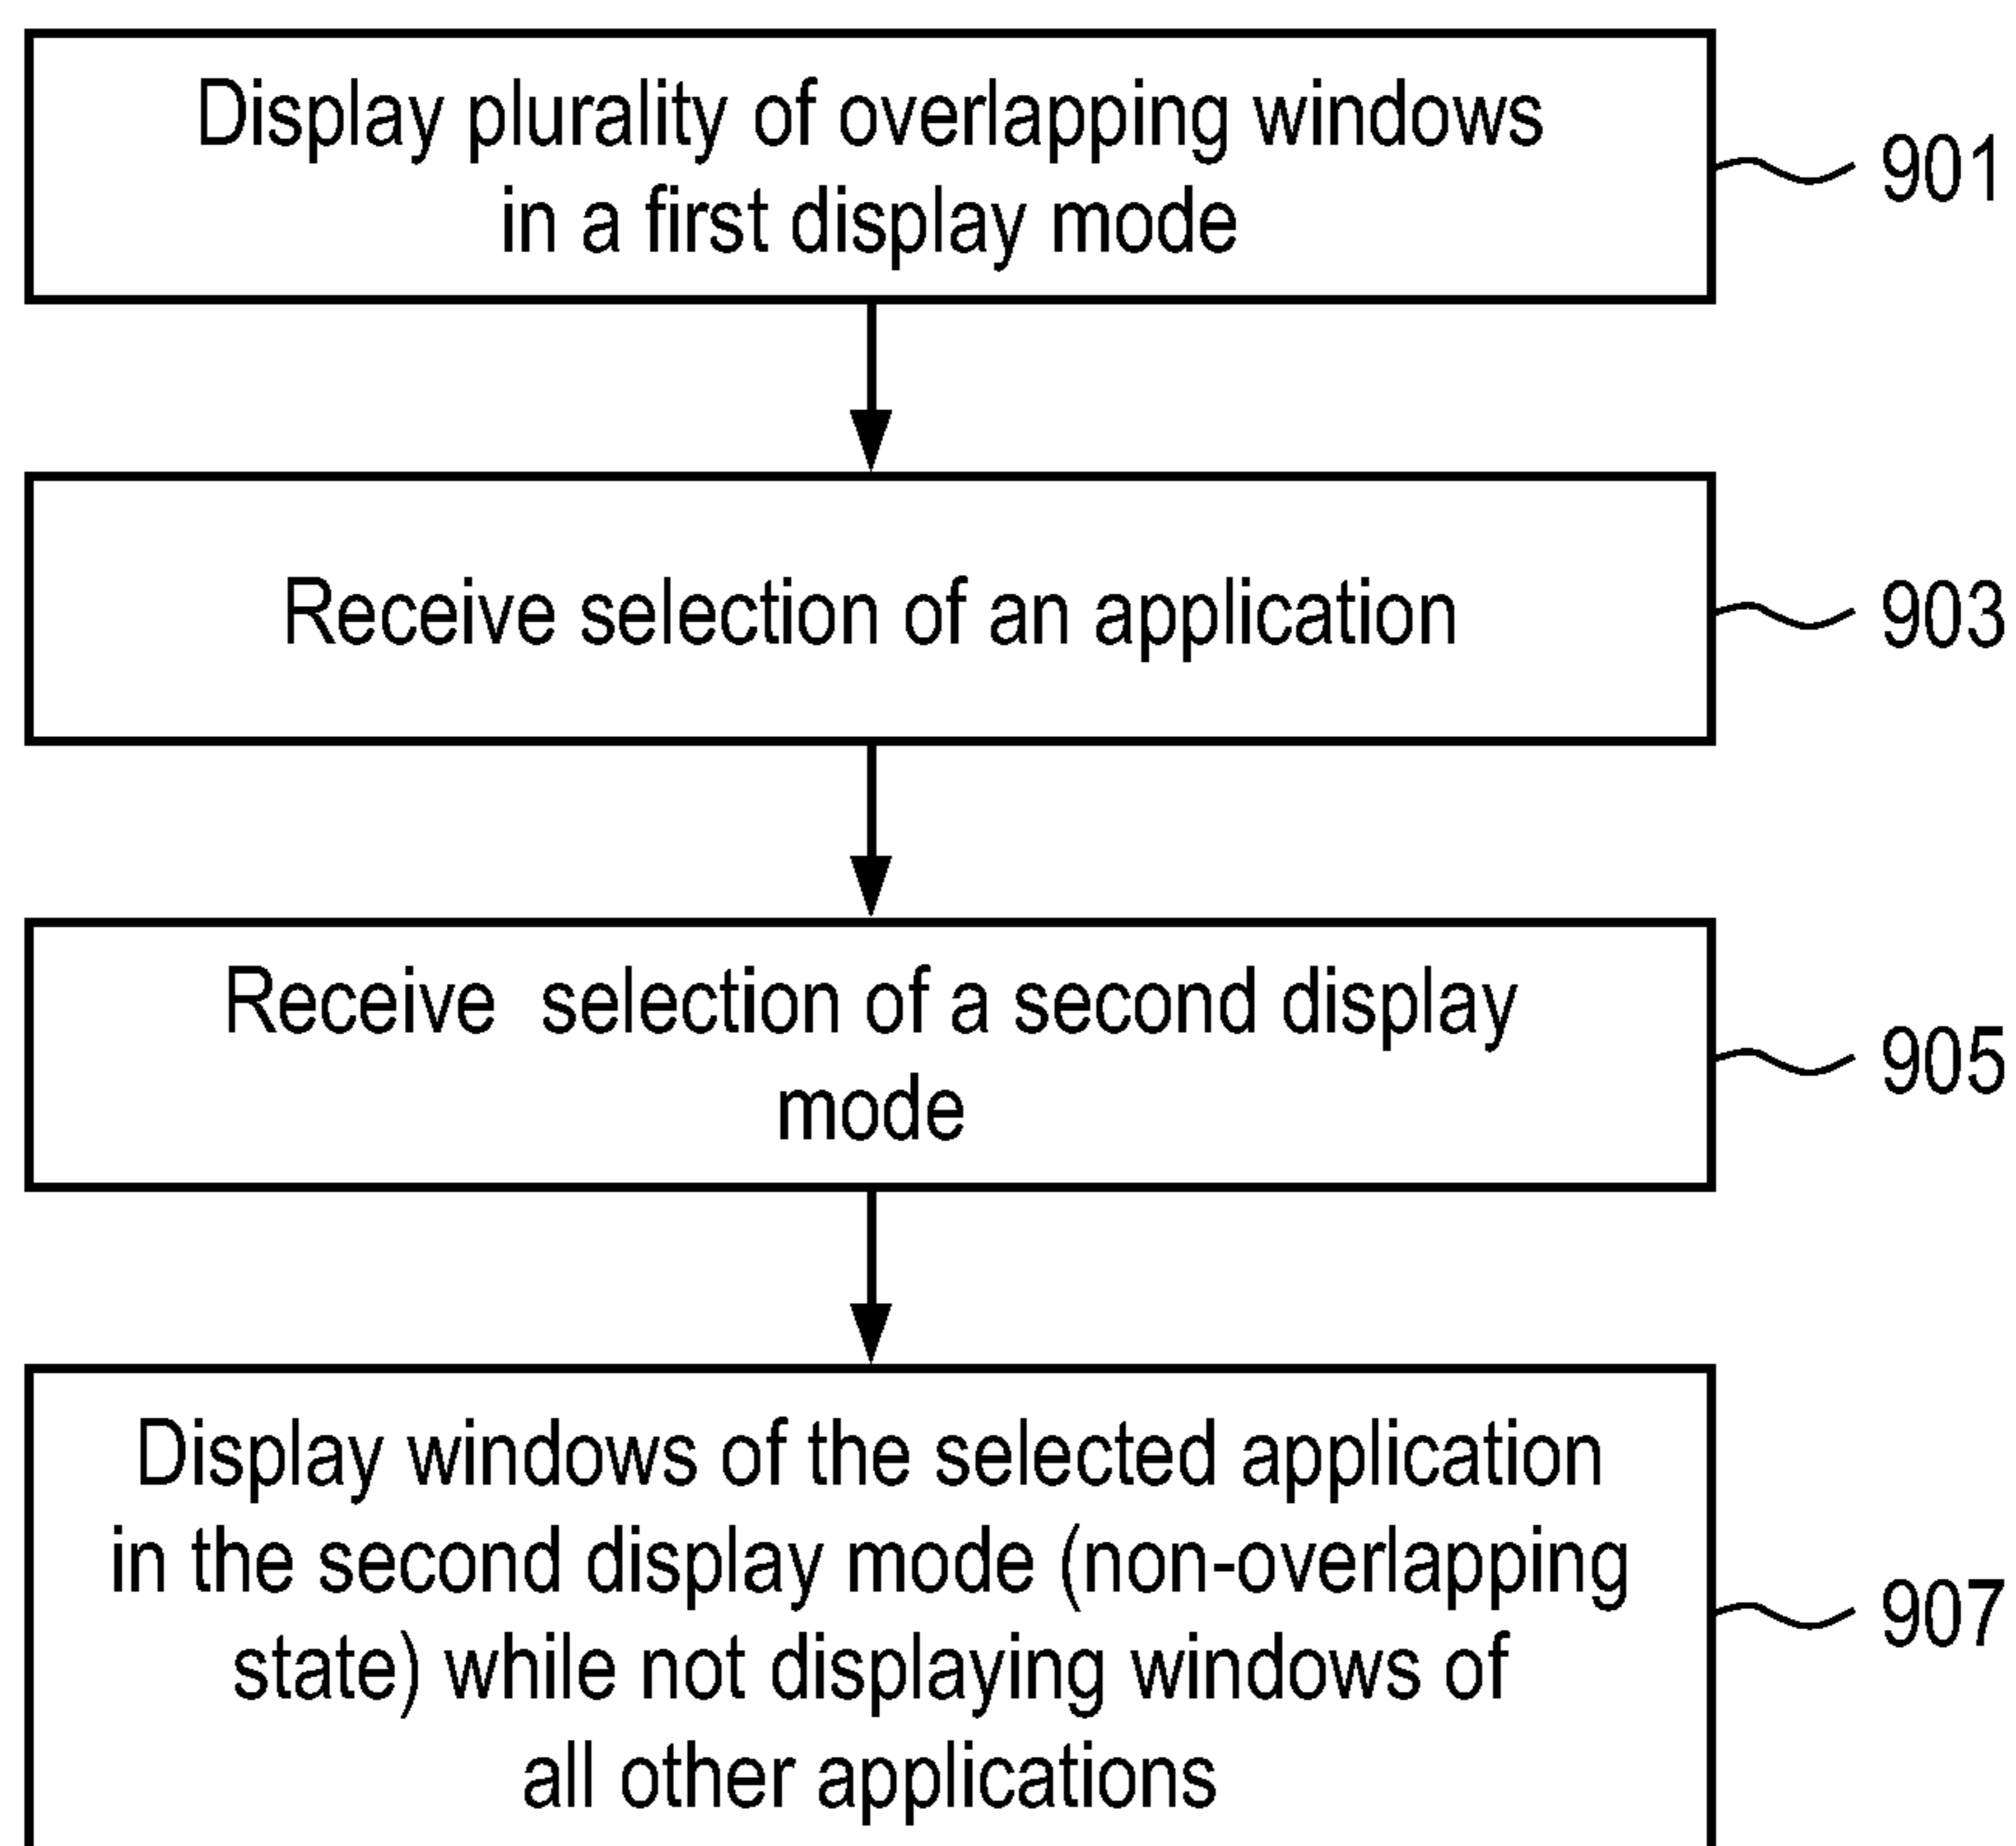 Display plurality of overlapping windows
in a first display mode
901
Receive selection of an application
903
Receive selection of a second display
mode
905
Display windows of the selected application
in the second display mode (non-overlapping
state) while not displaying windows of
all other applications
907